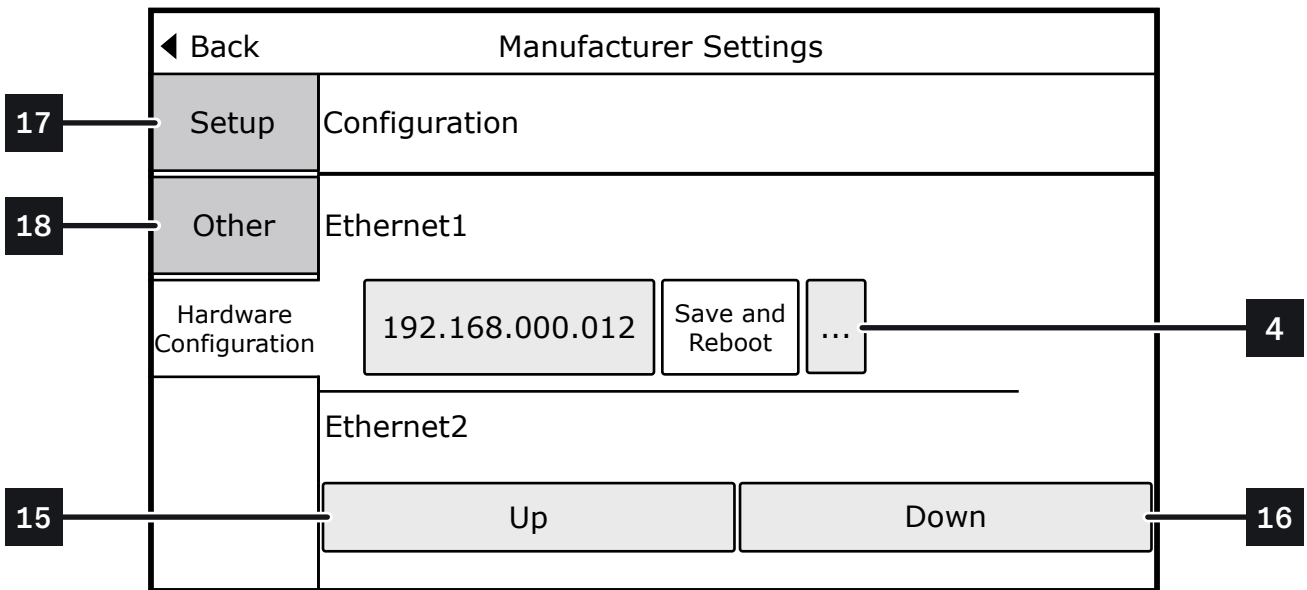 Back
Manufacturer Settings
17
Setup
Configuration
18
Other
Ethernet1
Hardware
Configuration
192.168.000.012
Save and
Reboot
...
4
Ethernet2
15
Up
Down
16